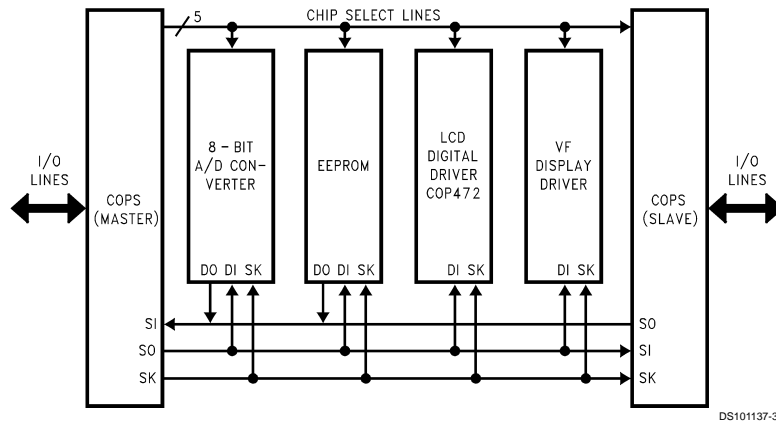 5
CHIP SELECT LINES
I/O
LINES
COPS
(MASTER)
8-BIT
A/D CON-
VERTER
DO DI SK
EEPROM
DO DI SK
LCD
DIGITAL
DRIVER
COP472
DI SK
VF
DISPLAY
DRIVER
DI SK
COPS
(SLAVE)
I/O
LINES
SI
SO
SK
SO
SI
SK
DS101137-3